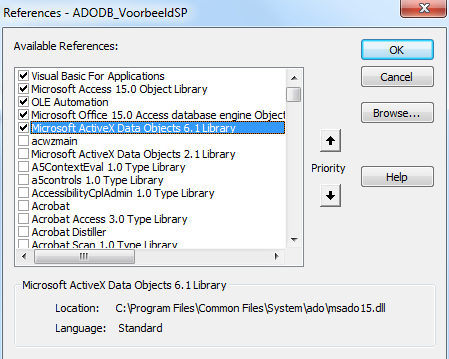 References - ADODB_VoorbeeldSP
Available References:
OK
Visual Basic For Applications
Microsoft Access 15.0 Object Library
Cancel
OLE Automation
Microsoft Office 15.0 Access database engine Object
Browse...
Microsoft ActiveX Data Objects 6.1 Library
acwzmain
Microsoft ActiveX Data Objects 2.1 Library
A5ContextEval 1.0 Type Library
Priority
a5controls 1.0 Type Library
Help
AccessibilityCplAdmin 1.0 Type Library
Acrobat
Acrobat Access 3.0 Type Library
Acrobat Distiller
Acrobat Scan 1.0 Type Library
Microsoft ActiveX Data Objects 6.1 Library
Location: C:\Program Files\Common Files\System\ado\msado15.dll
Language: Standard